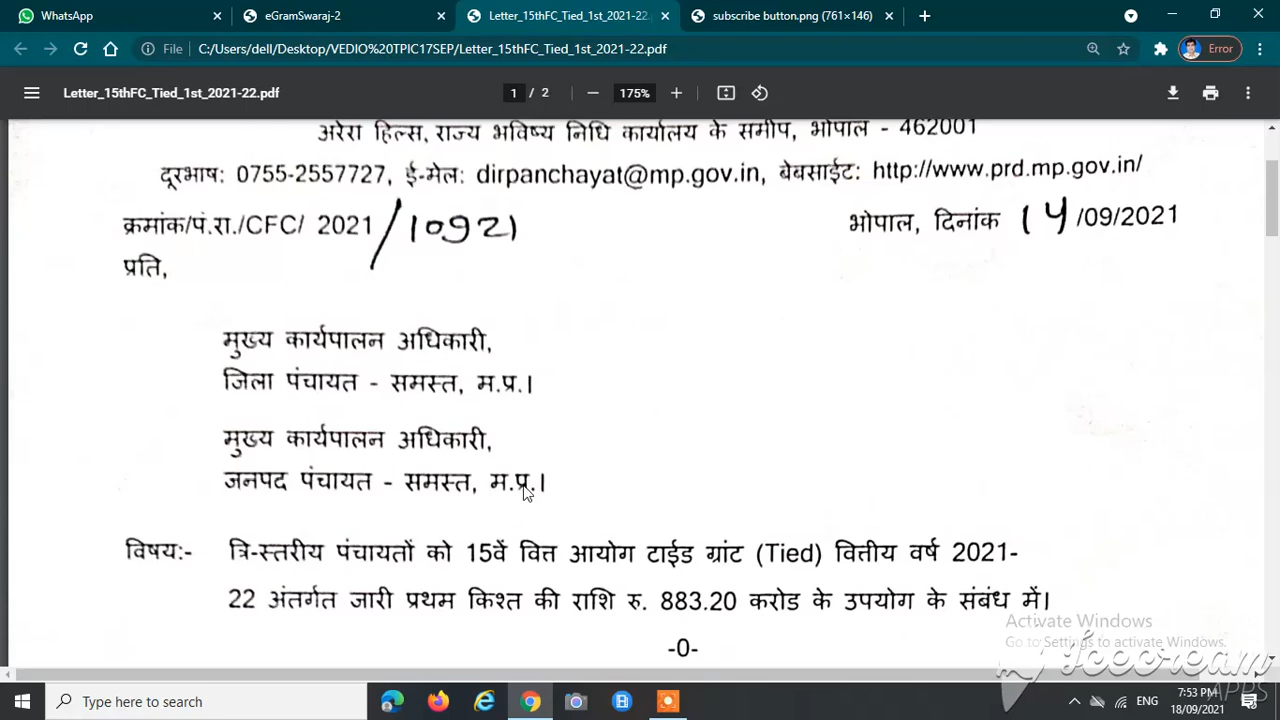 WhatsApp
eGramSwaraj-2
Letter_15thFC_Tied_1st_2021-22.p
subscribe button.png (761×146)
File C:/Users/dell/Desktop/VEDIO%20TPIC17SEP/Letter_15thFC_Tied_1st_2021-22.pdf
Error
Letter_15thFC_Tied_1st_2021-22.pdf
1 / 2
175%
अरेरा हिल्स, राज्य भविष्य निधि कार्यालय के समीप, भोपाल - 462001
दूरभाष: 0755-2557727, ई-मेल: dirpanchayat@mp.gov.in, बेबसाईट: http://www.prd.mp.gov.in/
क्रमांक/पं.रा./CFC/ 2021 /10921
भोपाल, दिनांक 14 /09/2021
प्रति,
मुख्य कार्यपालन अधिकारी,
जिला पंचायत - समस्त, म.प्र.।
मुख्य कार्यपालन अधिकारी,
जनपद पंचायत - समस्त, म.प्र.।
विषय:- त्रि-स्तरीय पंचायतों को 15वें वित्त आयोग टाईड ग्रांट (Tied) वित्तीय वर्ष 2021-
22 अंतर्गत जारी प्रथम किश्त की राशि रु. 883.20 करोड के उपयोग के संबंध में।
-0-
Activate Windows
Go to Settings to activate Windows.
Icecream
APPS
Type here to search
ENG
7:53 PM
18/09/2021